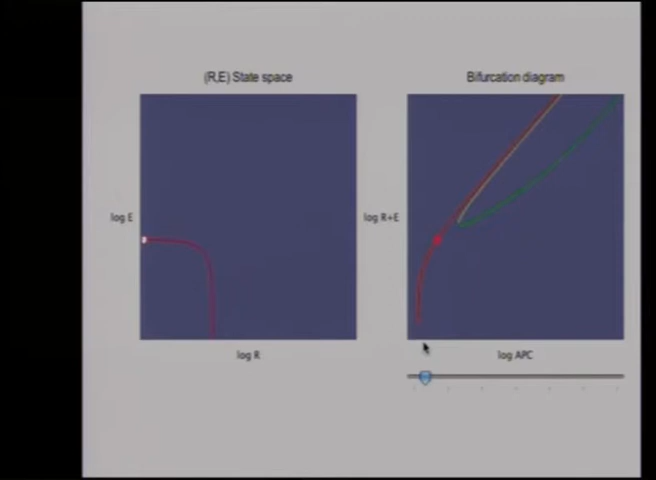 (R,E) State space
Bifurcation diagram
log E
log R+E
log R
log APC